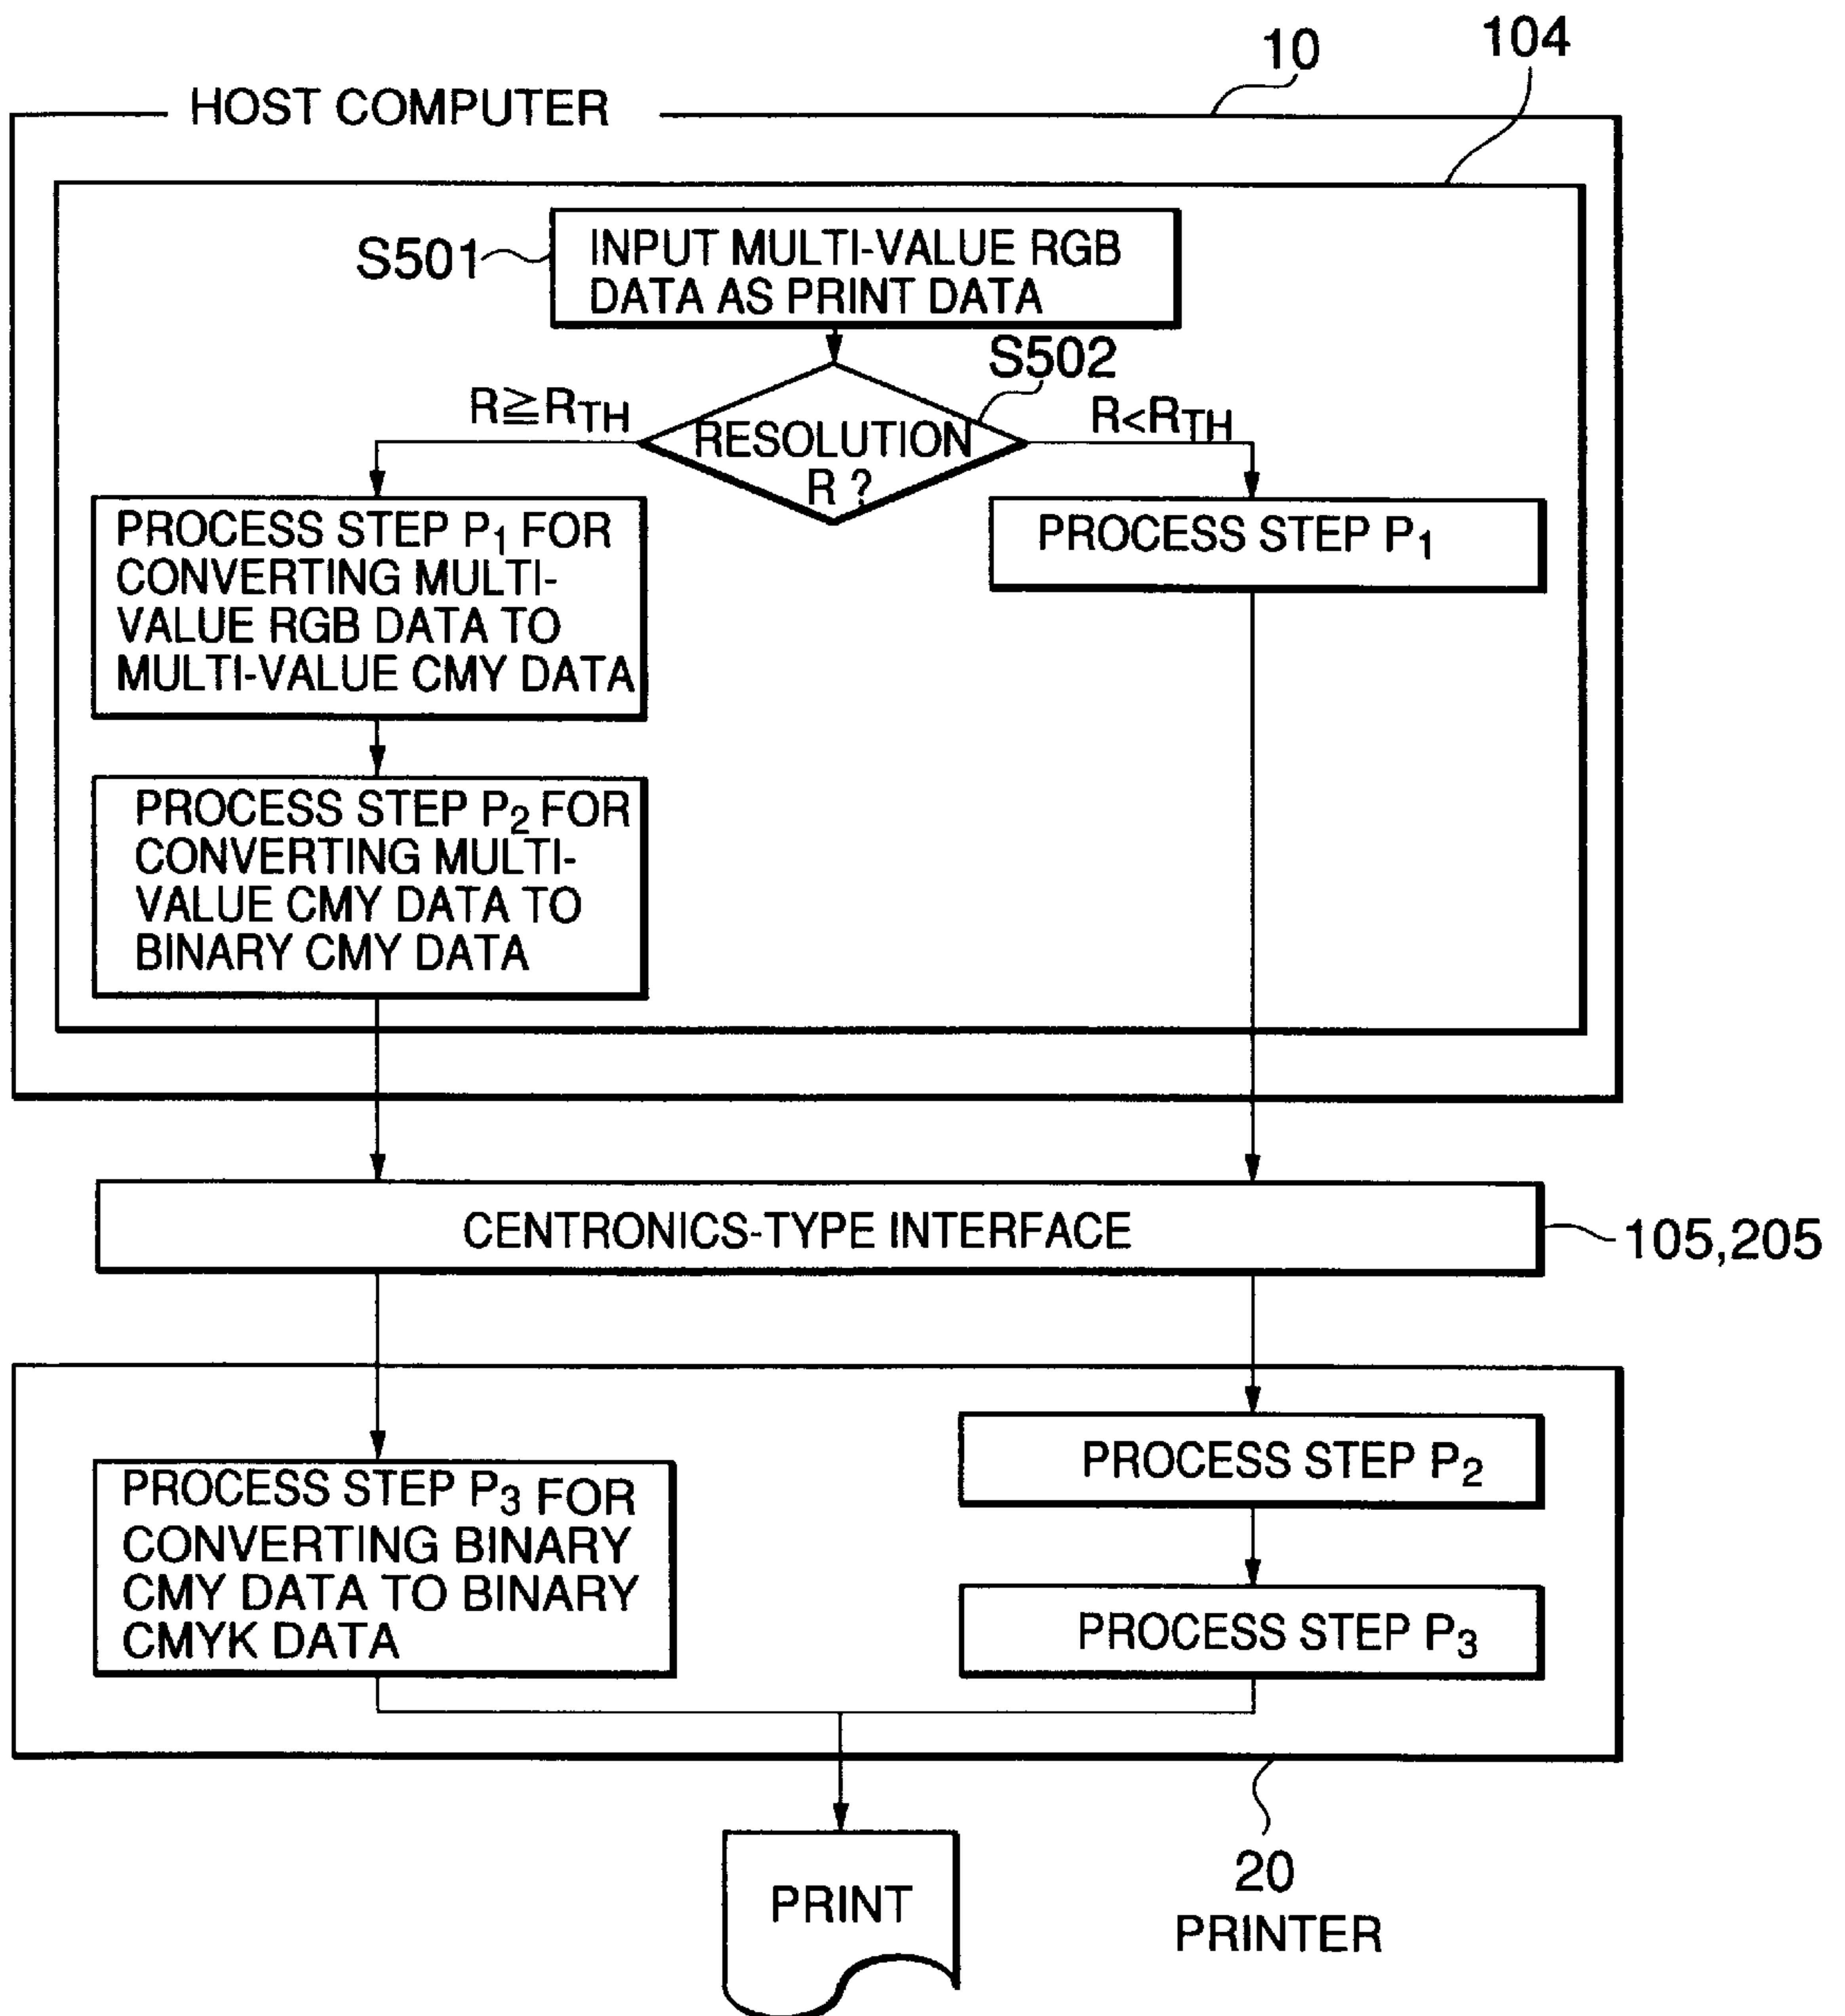 10
104
HOST COMPUTER
S501
INPUT MULTI-VALUE RGB
DATA AS PRINT DATA
S502
R≧RTH
R<RTH
RESOLUTION
R ?
PROCESS STEP P1 FOR
CONVERTING MULTI-
VALUE RGB DATA TO
MULTI-VALUE CMY DATA
PROCESS STEP P1
PROCESS STEP P2 FOR
CONVERTING MULTI-
VALUE CMY DATA TO
BINARY CMY DATA
CENTRONICS-TYPE INTERFACE
105,205
PROCESS STEP P3 FOR
CONVERTING BINARY
CMY DATA TO BINARY
CMYK DATA
PROCESS STEP P2
PROCESS STEP P3
PRINT
20
PRINTER